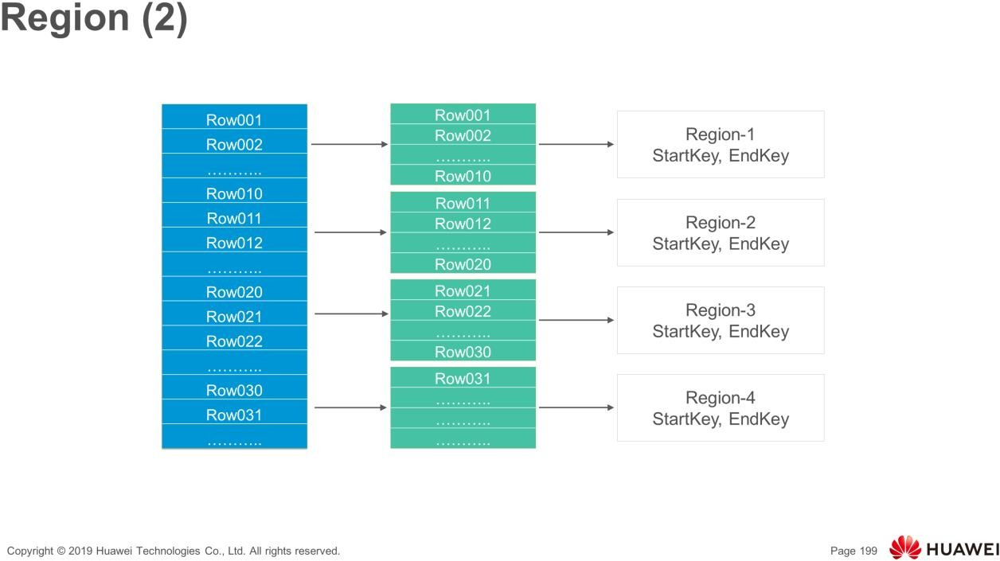 Region (2)
Row001
Row002
………..
Row010
Row011
Row012
………..
Row020
Row021
Row022
………..
Row030
Row031
………..
Row001
Row002
………..
Row010
Row011
Row012
………..
Row020
Row021
Row022
………..
Row030
Row031
………..
………..
………..
Region-1
StartKey, EndKey
Region-2
StartKey, EndKey
Region-3
StartKey, EndKey
Region-4
StartKey, EndKey
Copyright © 2019 Huawei Technologies Co., Ltd. All rights reserved.
Page 199
HUAWEI